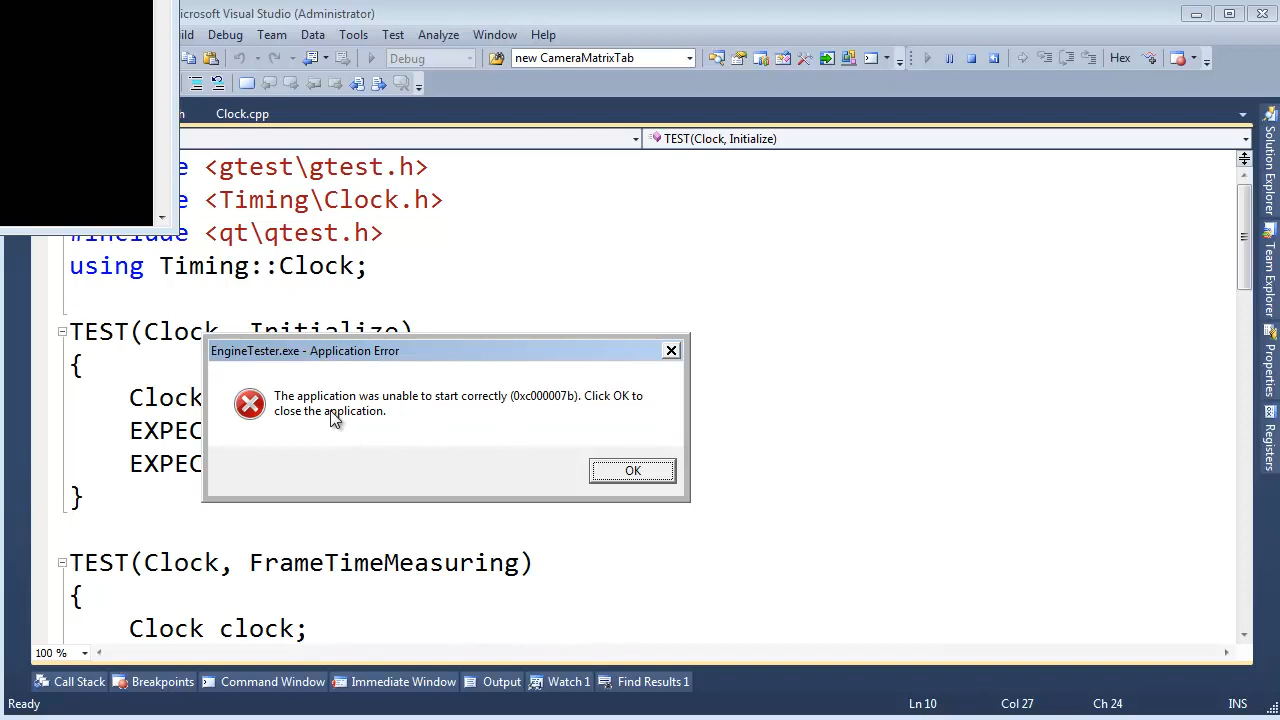 icrosoft Visual Studio (Administrator)
ild Debug Team Data Tools Test Analyze Window Help
Debug new CameraMatrixTab Hex
h Clock.cpp
TEST(Clock, Initialize)
e <gtest\gtest.h>
e <Timing\Clock.h>
#include <qt\qtest.h>
using Timing::Clock;
TEST(Clock, Initialize)
{
Clock
EXPEC
EXPEC
}
TEST(Clock, FrameTimeMeasuring)
{
Clock clock;
EngineTester.exe - Application Error
The application was unable to start correctly (0xc000007b). Click OK to
close the application.
OK
Solution Explorer
Team Explorer
Properties
Registers
100 %
Call Stack Breakpoints Command Window Immediate Window Output Watch 1 Find Results 1
Ready Ln 10 Col 27 Ch 24 INS